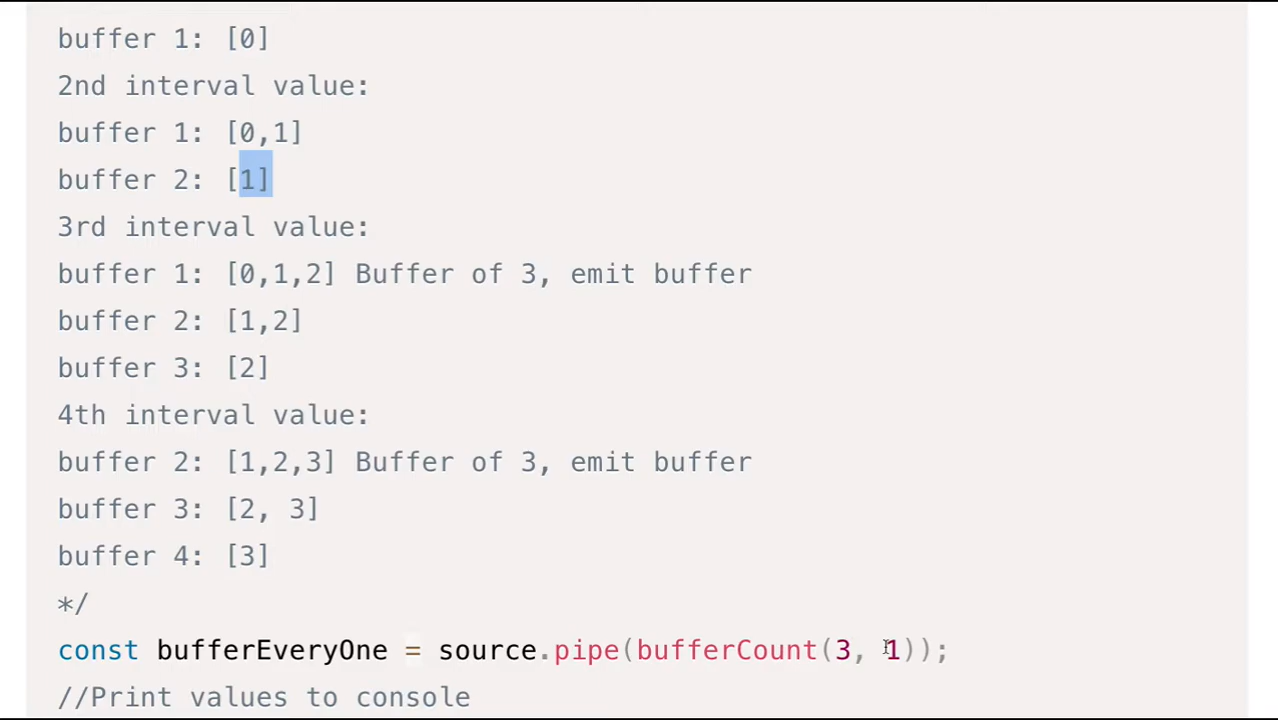 buffer 1: [0]
2nd interval value:
buffer 1: [0,1]
buffer 2: [1]
3rd interval value:
buffer 1: [0,1,2] Buffer of 3, emit buffer
buffer 2: [1,2]
buffer 3: [2]
4th interval value:
buffer 2: [1,2,3] Buffer of 3, emit buffer
buffer 3: [2, 3]
buffer 4: [3]
*/
const bufferEveryOne = source.pipe(bufferCount(3, 1));
//Print values to console